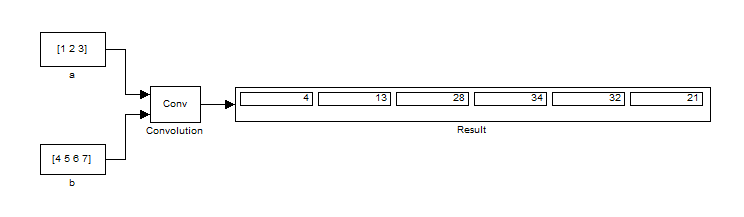 [1 2 3]
a
Conv
Convolution
4 13 28 34 32 21
Result
[4 5 6 7]
b